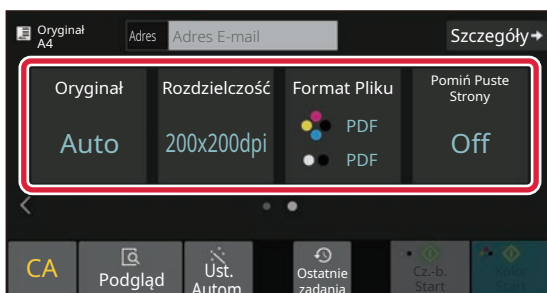 Oryginał
A4
Adres
Adres E-mail
Szczegóły
Oryginał
Auto
Rozdzielczość
200x200dpi
Format Pliku
PDF
PDF
Pomiń Puste
Strony
Off
CA
Podgląd
Ust.
Autom.
Ostatnie
zadania
Cz.-b.
Start
Kolor
Start